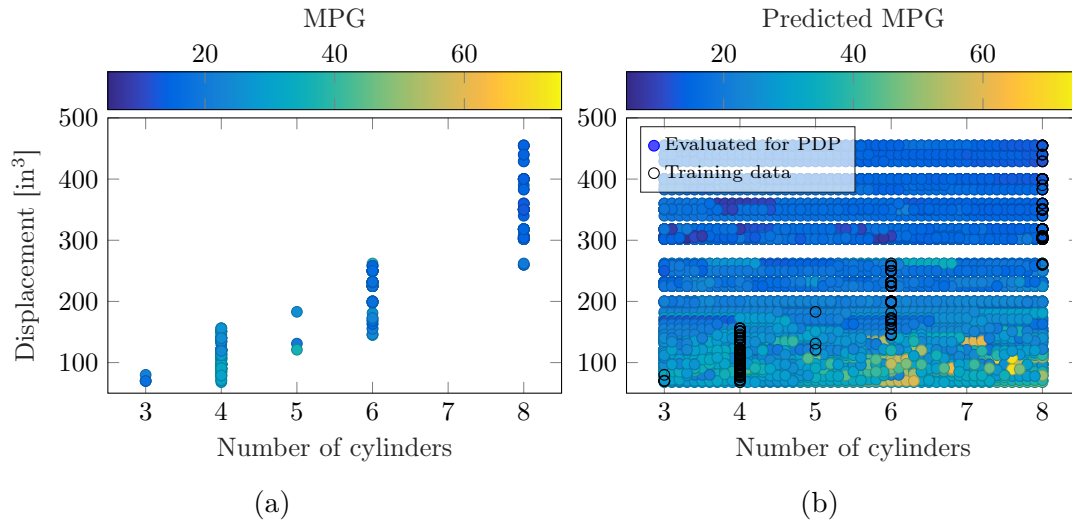 MPG
20 40 60
500
400
300
200
100
Displacement [in³]
3 4 5 6 7 8
Number of cylinders
(a)
Predicted MPG
20 40 60
500
400
300
200
100
Evaluated for PDP
Training data
3 4 5 6 7 8
Number of cylinders
(b)